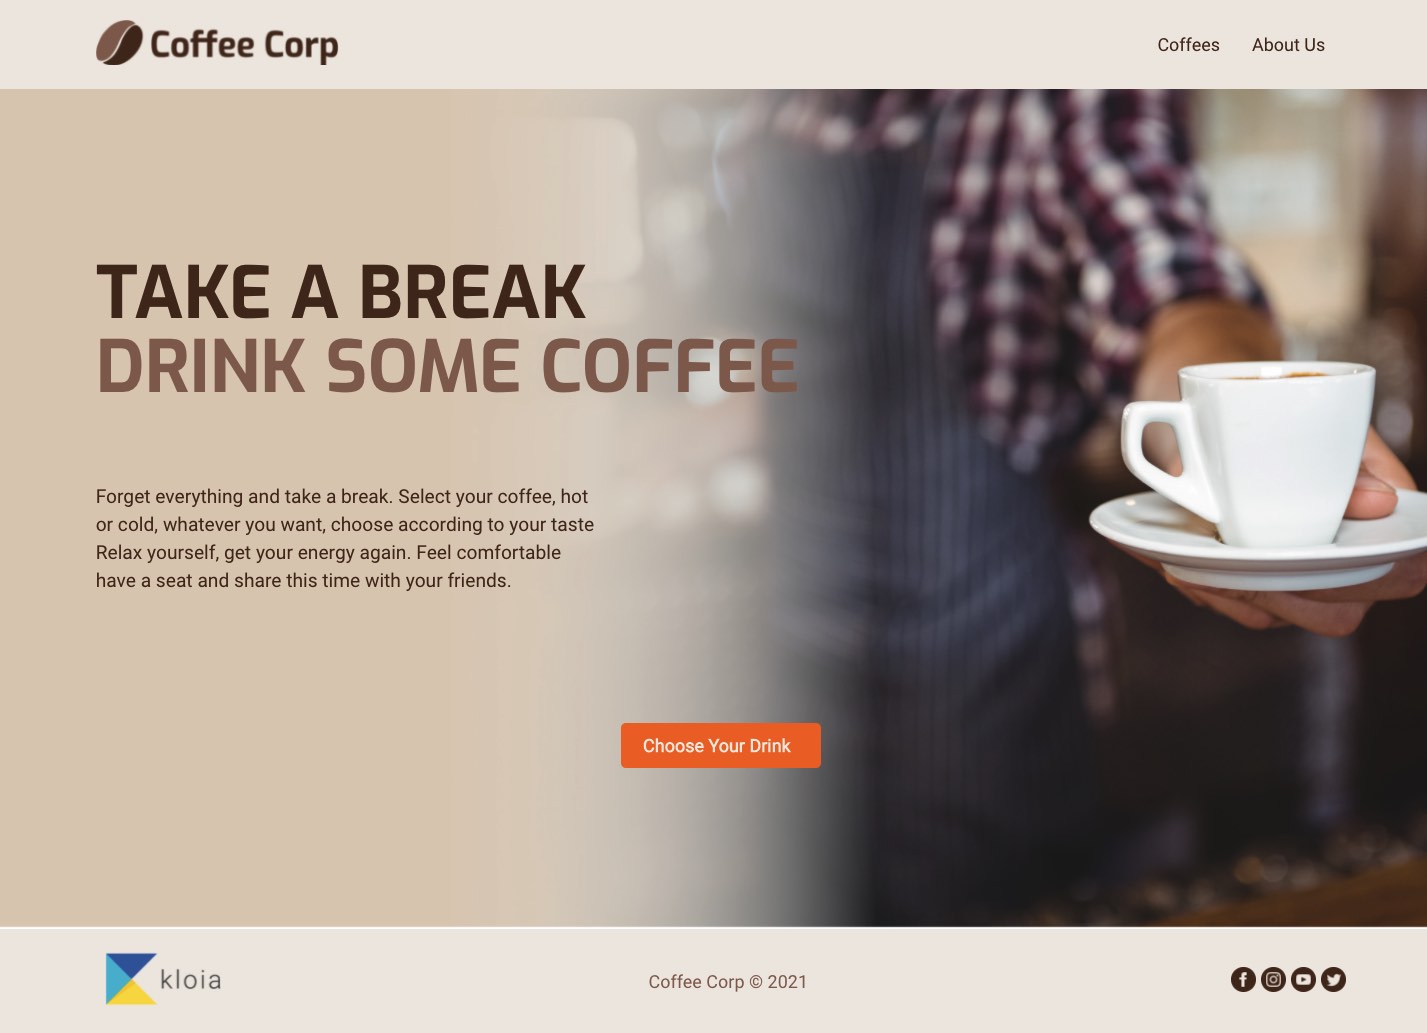 Coffee Corp
Coffees
About Us
TAKE A BREAK
DRINK SOME COFFEE
Forget everything and take a break. Select your coffee, hot
or cold, whatever you want, choose according to your taste
Relax yourself, get your energy again. Feel comfortable
have a seat and share this time with your friends.
Choose Your Drink
kloia
Coffee Corp © 2021